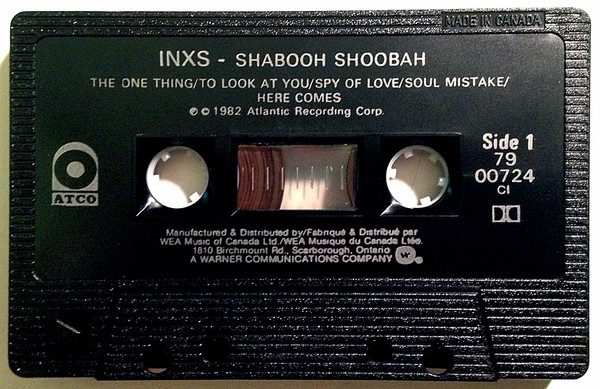 MADE IN CANADA
INXS - SHABOOH SHOOBAH
THE ONE THING/TO LOOK AT YOU/SPY OF LOVE/SOUL MISTAKE/
HERE COMES
℗ © 1982 Atlantic Recording Corp.
Side 1
79
00724
CI
ATCO
Manufactured & Distributed by/Fabriqué & Distribué par
WEA Music of Canada Ltd./WEA Musique du Canada Ltée.
1810 Birchmount Rd., Scarborough, Ontario
A WARNER COMMUNICATIONS COMPANY